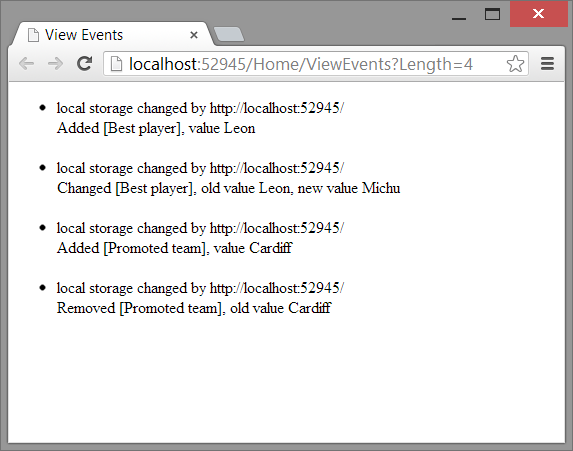 View Events
localhost:52945/Home/ViewEvents?Length=4
local storage changed by http://localhost:52945/
Added [Best player], value Leon
local storage changed by http://localhost:52945/
Changed [Best player], old value Leon, new value Michu
local storage changed by http://localhost:52945/
Added [Promoted team], value Cardiff
local storage changed by http://localhost:52945/
Removed [Promoted team], old value Cardiff